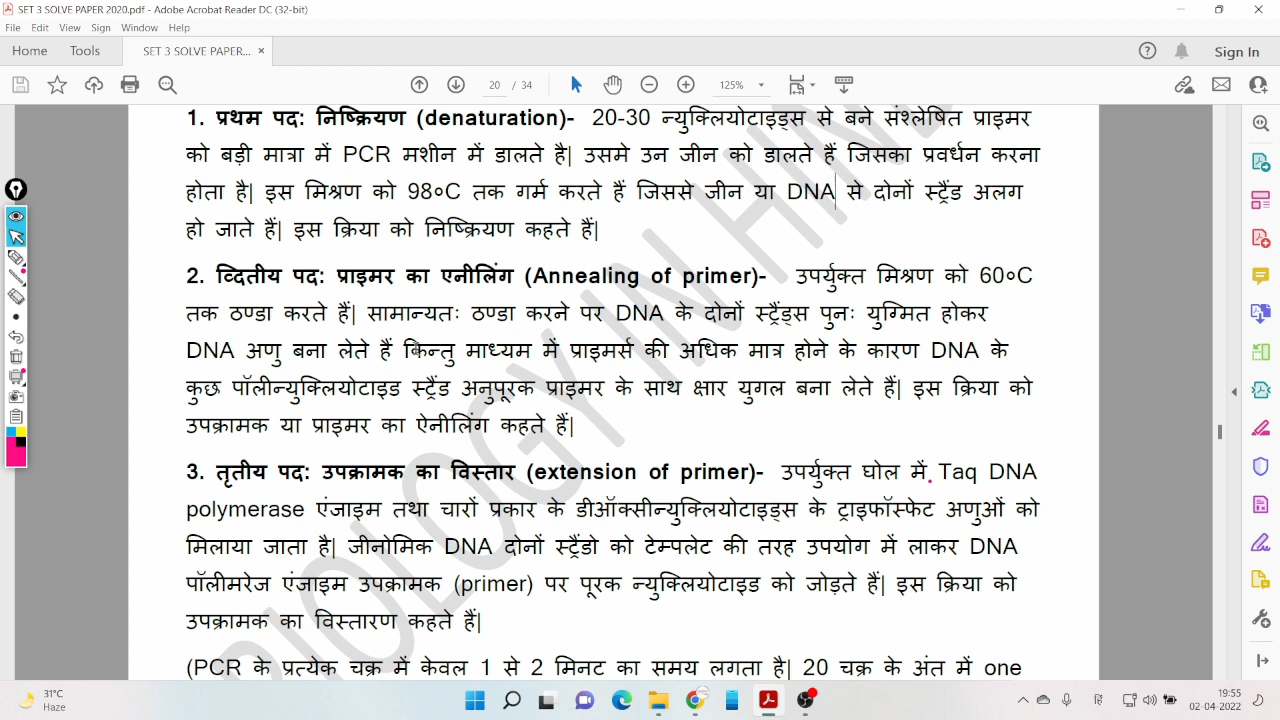 SET 3 SOLVE PAPER 2020.pdf - Adobe Acrobat Reader DC (32-bit)
File Edit View Sign Window Help
Home Tools SET 3 SOLVE PAPER... × Sign In
20 / 34 125%
1. प्रथम पद: निष्क्रियण (denaturation)- 20-30 न्युक्लियोटाइड्स से बने संश्लेषित प्राइमर
को बड़ी मात्रा में PCR मशीन में डालते है| उसमे उन जीन को डालते हैं जिसका प्रवर्धन करना
होता है| इस मिश्रण को 98०C तक गर्म करते हैं जिससे जीन या DNA से दोनों स्ट्रैंड अलग
हो जाते हैं| इस क्रिया को निष्क्रियण कहते हैं|
2. व्दितीय पद: प्राइमर का एनीलिंग (Annealing of primer)- उपर्युक्त मिश्रण को 60०C
तक ठण्डा करते हैं| सामान्यतः ठण्डा करने पर DNA के दोनों स्ट्रैंड्स पुनः युग्मित होकर
DNA अणु बना लेते हैं किन्तु माध्यम में प्राइमर्स की अधिक मात्र होने के कारण DNA के
कुछ पॉलीन्युक्लियोटाइड स्ट्रैंड अनुपूरक प्राइमर के साथ क्षार युगल बना लेते हैं| इस क्रिया को
उपक्रामक या प्राइमर का ऐनीलिंग कहते हैं|
3. तृतीय पद: उपक्रामक का विस्तार (extension of primer)- उपर्युक्त घोल में Taq DNA
polymerase एंजाइम तथा चारों प्रकार के डीऑक्सीन्युक्लियोटाइड्स के ट्राइफॉस्फेट अणुओं को
मिलाया जाता है| जीनोमिक DNA दोनों स्ट्रैंडो को टेम्पलेट की तरह उपयोग में लाकर DNA
पॉलीमरेज एंजाइम उपक्रामक (primer) पर पूरक न्युक्लियोटाइड को जोड़ते हैं| इस क्रिया को
उपक्रामक का विस्तारण कहते हैं|
(PCR के प्रत्येक चक्र में केवल 1 से 2 मिनट का समय लगता है| 20 चक्र के अंत में one
BIOLOGY IN HIN
31°C
Haze
19:55
02-04-2022